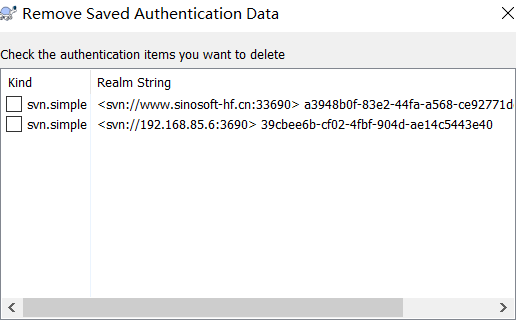 Remove Saved Authentication Data
Check the authentication items you want to delete
Kind Realm String
svn.simple <svn://www.sinosoft-hf.cn:33690> a3948b0f-83e2-44fa-a568-ce92771d
svn.simple <svn://192.168.85.6:3690> 39cbee6b-cf02-4fbf-904d-ae14c5443e40